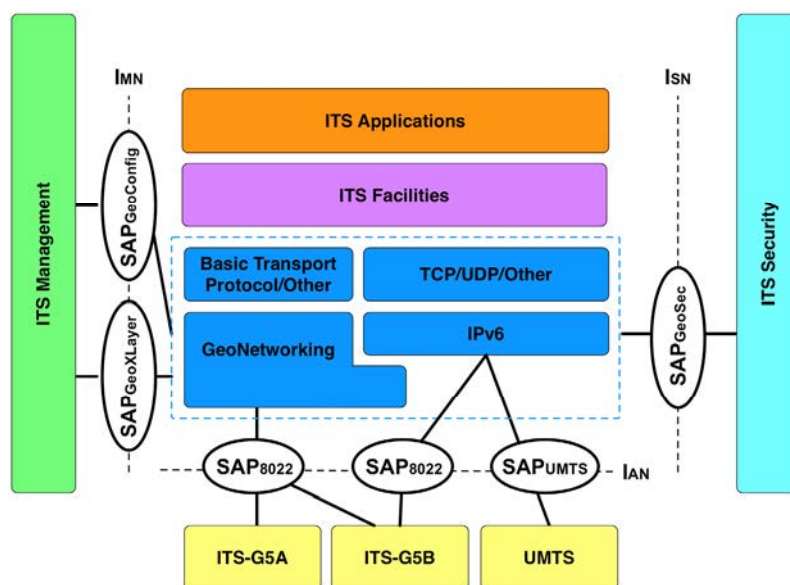 IMN
ISN
ITS Applications
ITS Management
SAPGeoConfig
ITS Facilities
ITS Security
Basic Transport
Protocol/Other
TCP/UDP/Other
SAPGeoSec
GeoNetworking
IPv6
SAPGeoXLayer
SAP8022
SAP8022
SAPUMTS
IAN
ITS-G5A
ITS-G5B
UMTS